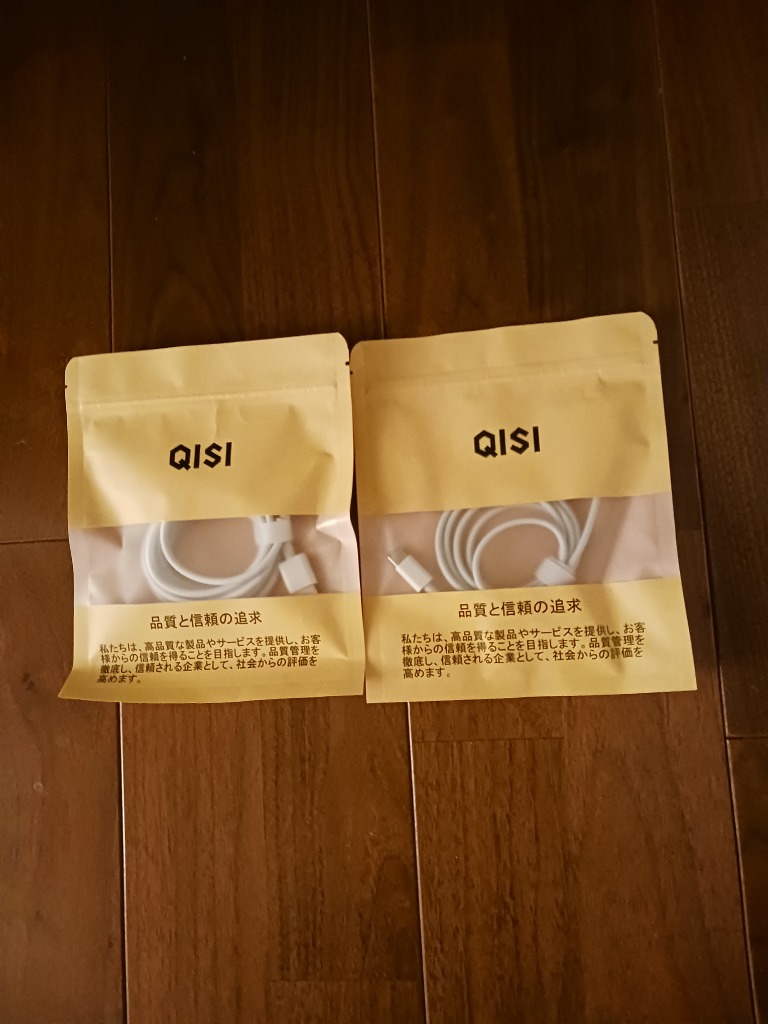 QISI
品質と信頼の追求
私たちは、高品質な製品やサービスを提供し、お客
様からの信頼を得ることを目指します。品質管理を
徹底し、信頼される企業として、社会からの評価を
高めます。
QISI
品質と信頼の追求
私たちは、高品質な製品やサービスを提供し、お客
様からの信頼を得ることを目指します。品質管理を
徹底し、信頼される企業として、社会からの評価を
高めます。